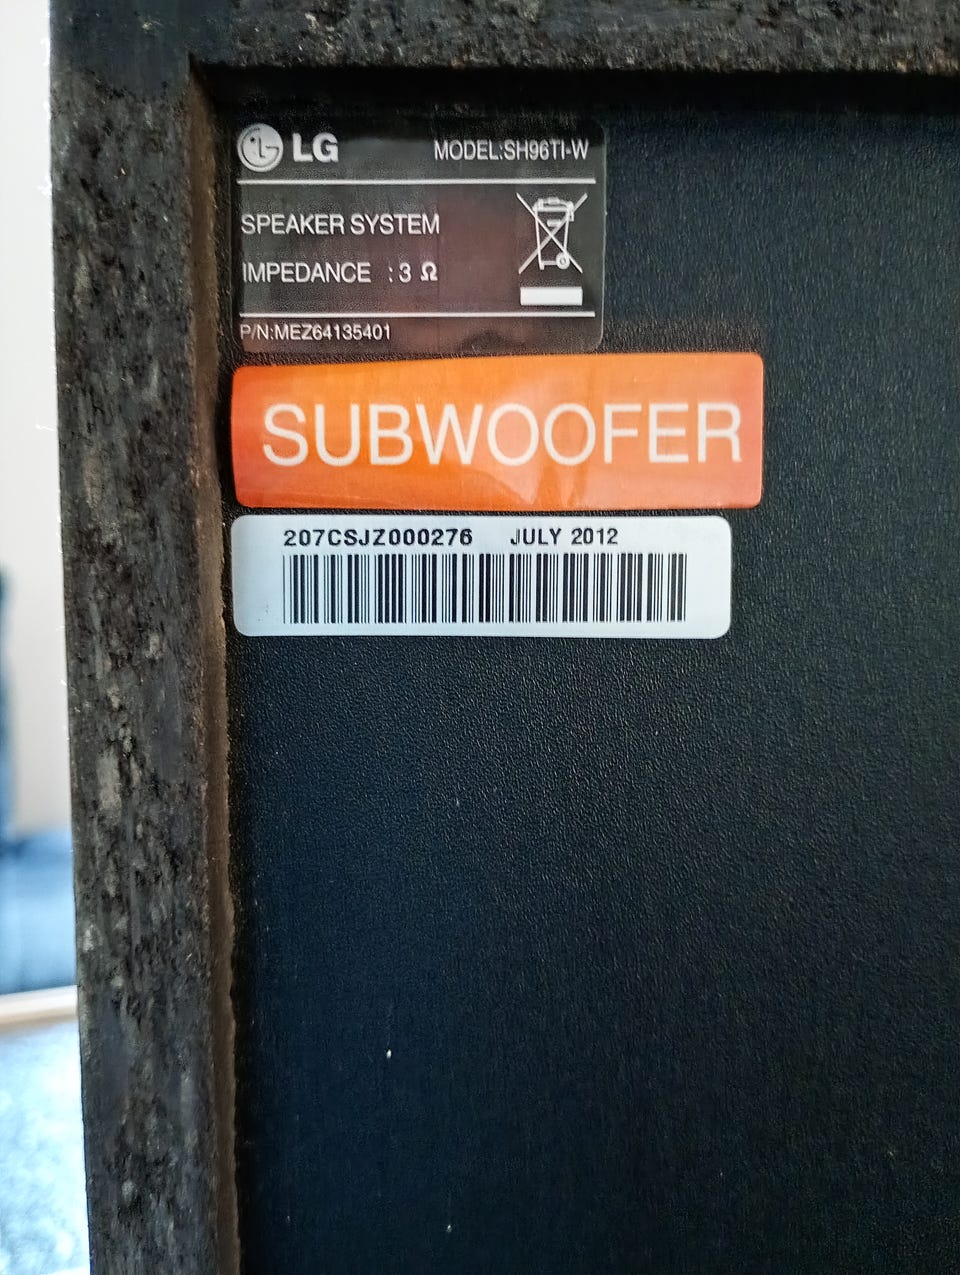 LG MODEL:SH96TI-W
SPEAKER SYSTEM
IMPEDANCE : 3 Ω
P/N:MEZ64135401
SUBWOOFER
207CSJZ000276 JULY 2012